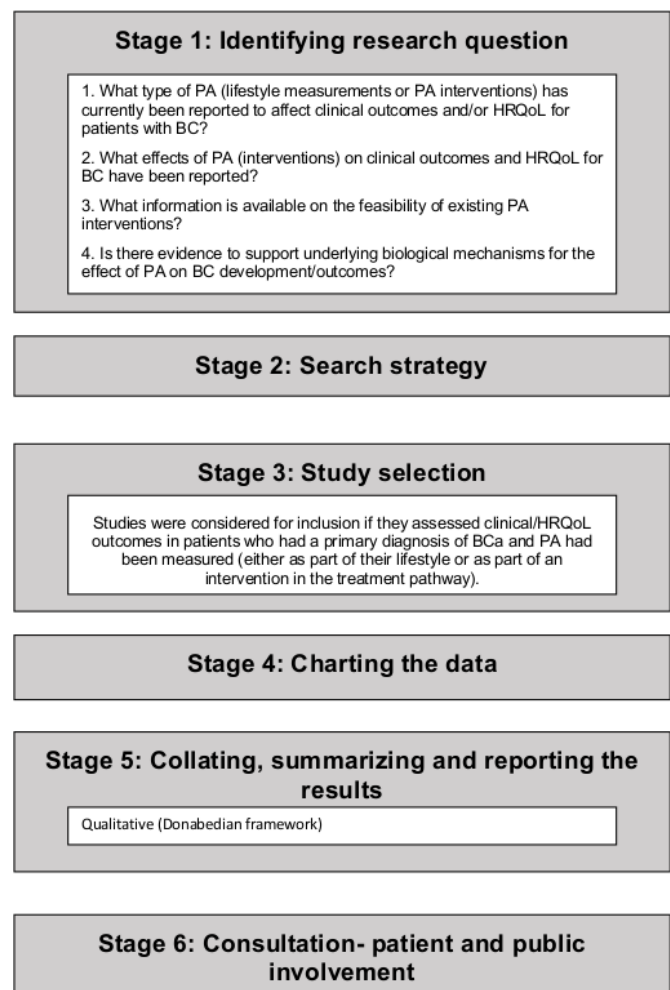 Stage 1: Identifying research question
1. What type of PA (lifestyle measurements or PA interventions) has
currently been reported to affect clinical outcomes and/or HRQoL for
patients with BC?
2. What effects of PA (interventions) on clinical outcomes and HRQoL for
BC have been reported?
3. What information is available on the feasibility of existing PA
interventions?
4. Is there evidence to support underlying biological mechanisms for the
effect of PA on BC development/outcomes?
Stage 2: Search strategy
Stage 3: Study selection
Studies were considered for inclusion if they assessed clinical/HRQoL
outcomes in patients who had a primary diagnosis of BCa and PA had
been measured (either as part of their lifestyle or as part of an
intervention in the treatment pathway).
Stage 4: Charting the data
Stage 5: Collating, summarizing and reporting the
results
Qualitative (Donabedian framework)
Stage 6: Consultation- patient and public
involvement